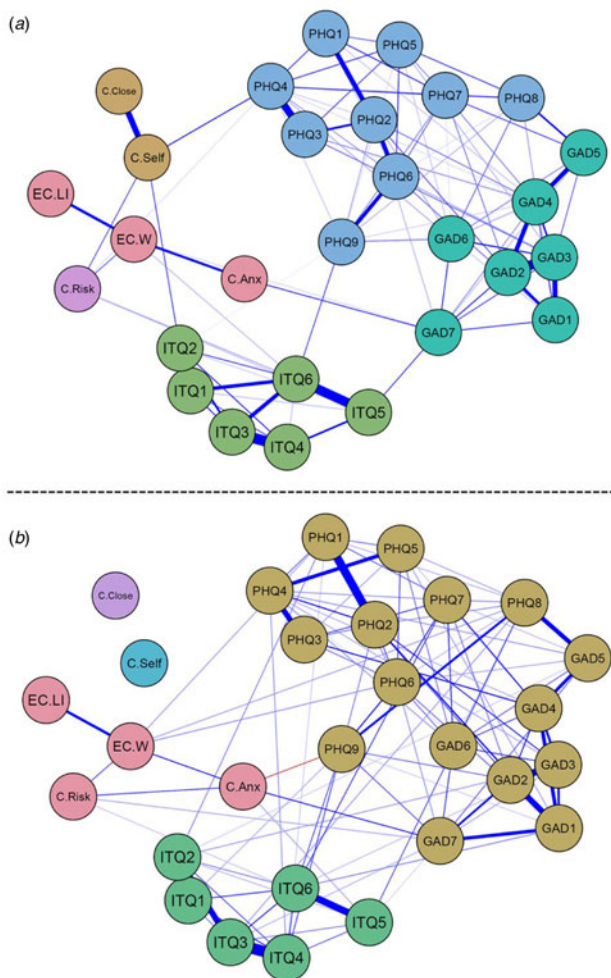 (a)
PHQ1
PHQ5
C.Close
PHQ4
PHQ7
PHQ8
PHQ3
PHQ2
C.Self
GAD5
PHQ6
EC.LI
GAD4
EC.W
PHQ9
GAD6
GAD3
C.Anx
GAD2
C.Risk
GAD1
GAD7
ITQ2
ITQ6
ITQ1
ITQ5
ITQ3
ITQ4
(b)
PHQ1
PHQ5
C.Close
PHQ4
PHQ7
PHQ8
PHQ2
PHQ3
C.Self
GAD5
PHQ6
EC.LI
GAD4
EC.W
PHQ9
GAD6
GAD3
GAD2
C.Anx
C.Risk
GAD1
GAD7
ITQ2
ITQ6
ITQ1
ITQ5
ITQ3
ITQ4